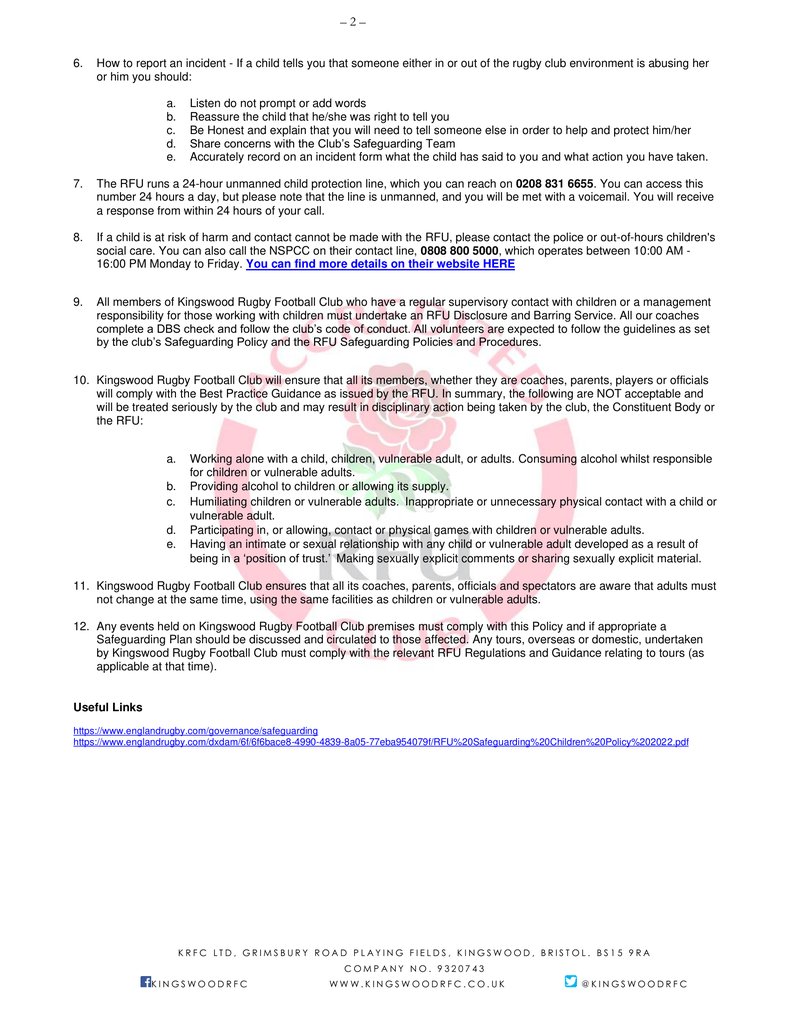 – 2 –
6. How to report an incident - If a child tells you that someone either in or out of the rugby club environment is abusing her
or him you should:
a. Listen do not prompt or add words
b. Reassure the child that he/she was right to tell you
c. Be Honest and explain that you will need to tell someone else in order to help and protect him/her
d. Share concerns with the Club's Safeguarding Team
e. Accurately record on an incident form what the child has said to you and what action you have taken.
7. The RFU runs a 24-hour unmanned child protection line, which you can reach on 0208 831 6655. You can access this
number 24 hours a day, but please note that the line is unmanned, and you will be met with a voicemail. You will receive
a response from within 24 hours of your call.
8. If a child is at risk of harm and contact cannot be made with the RFU, please contact the police or out-of-hours children's
social care. You can also call the NSPCC on their contact line, 0808 800 5000, which operates between 10:00 AM -
16:00 PM Monday to Friday. You can find more details on their website HERE
9. All members of Kingswood Rugby Football Club who have a regular supervisory contact with children or a management
responsibility for those working with children must undertake an RFU Disclosure and Barring Service. All our coaches
complete a DBS check and follow the club's code of conduct. All volunteers are expected to follow the guidelines as set
by the club's Safeguarding Policy and the RFU Safeguarding Policies and Procedures.
ACCREDITED
10. Kingswood Rugby Football Club will ensure that all its members, whether they are coaches, parents, players or officials
will comply with the Best Practice Guidance as issued by the RFU. In summary, the following are NOT acceptable and
will be treated seriously by the club and may result in disciplinary action being taken by the club, the Constituent Body or
the RFU:
a. Working alone with a child, children, vulnerable adult, or adults. Consuming alcohol whilst responsible
for children or vulnerable adults.
b. Providing alcohol to children or allowing its supply.
c. Humiliating children or vulnerable adults. Inappropriate or unnecessary physical contact with a child or
vulnerable adult.
d. Participating in, or allowing, contact or physical games with children or vulnerable adults.
e. Having an intimate or sexual relationship with any child or vulnerable adult developed as a result of
being in a 'position of trust.' Making sexually explicit comments or sharing sexually explicit material.
RFU
11. Kingswood Rugby Football Club ensures that all its coaches, parents, officials and spectators are aware that adults must
not change at the same time, using the same facilities as children or vulnerable adults.
12. Any events held on Kingswood Rugby Football Club premises must comply with this Policy and if appropriate a
Safeguarding Plan should be discussed and circulated to those affected. Any tours, overseas or domestic, undertaken
by Kingswood Rugby Football Club must comply with the relevant RFU Regulations and Guidance relating to tours (as
applicable at that time).
CLUB
Useful Links
https://www.englandrugby.com/governance/safeguarding
https://www.englandrugby.com/dxdam/6f/6f6bace8-4990-4839-8a05-77eba954079f/RFU%20Safeguarding%20Children%20Policy%202022.pdf
KRFC LTD, GRIMSBURY ROAD PLAYING FIELDS, KINGSWOOD, BRISTOL. BS15 9RA
COMPANY NO. 9320743
KINGSWOODRFC WWW.KINGSWOODRFC.CO.UK @KINGSWOODRFC